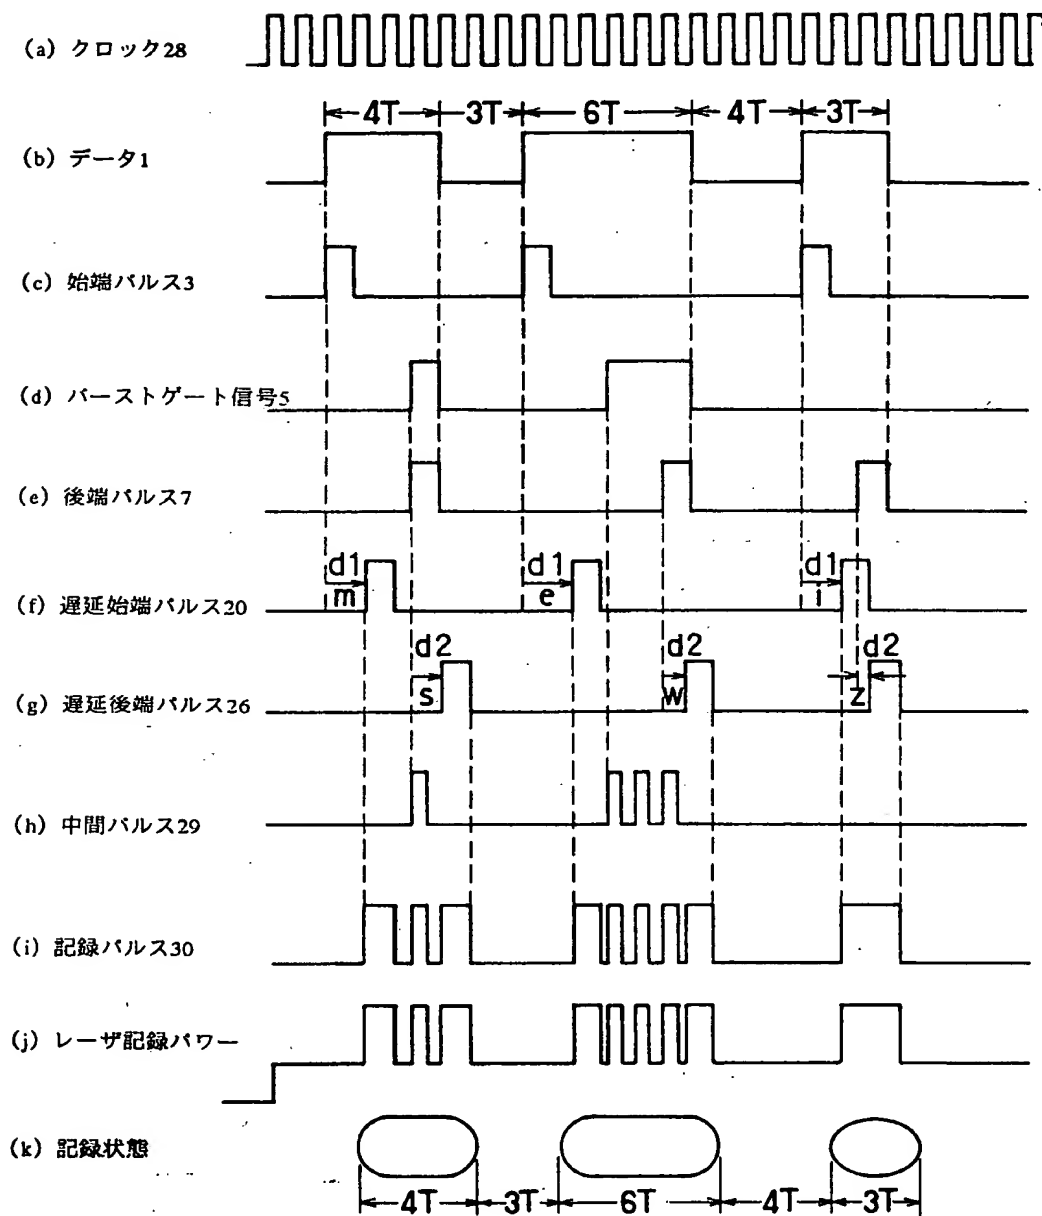 (a) クロック28
4T 3T 6T 4T 3T
(b) データ1
(c) 始端パルス3
(d) バーストゲート信号5
(e) 後端パルス7
d1 d1 d1
m e i
(f) 遅延始端パルス20
d2 d2 d2
s w z
(g) 遅延後端パルス26
(h) 中間パルス29
(i) 記録パルス30
(j) レーザ記録パワー
(k) 記録状態
4T 3T 6T 4T 3T